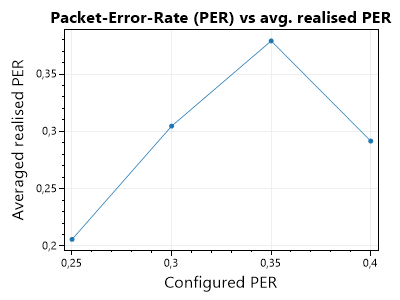 Packet-Error-Rate (PER) vs avg. realised PER
Averaged realised PER
0,35
0,3
0,25
0,2
0,25 0,3 0,35 0,4
Configured PER